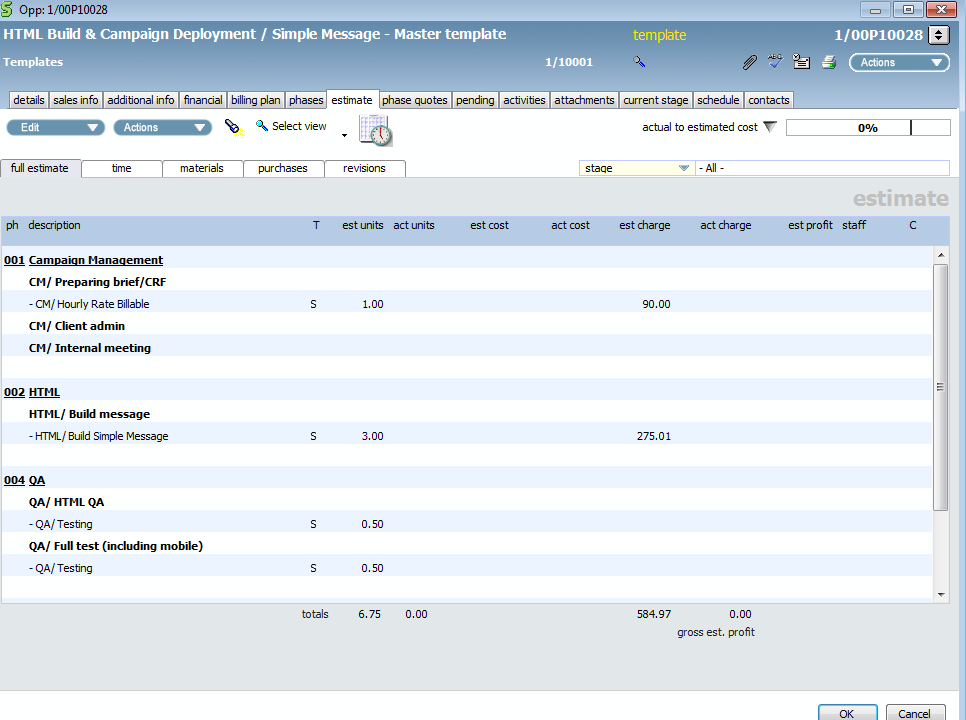 Opp: 1/00P10028
HTML Build & Campaign Deployment / Simple Message - Master template template 1/00P10028
Templates 1/10001 ABC Actions
details sales info additional info financial billing plan phases estimate phase quotes pending activities attachments current stage schedule contacts
Edit Actions Select view actual to estimated cost 0%
full estimate time materials purchases revisions stage - All -
estimate
ph description T est units act units est cost act cost est charge act charge est profit staff C
001 Campaign Management
CM/ Preparing brief/CRF
- CM/ Hourly Rate Billable S 1.00 90.00
CM/ Client admin
CM/ Internal meeting
002 HTML
HTML/ Build message
- HTML/ Build Simple Message S 3.00 275.01
004 QA
QA/ HTML QA
- QA/ Testing S 0.50
QA/ Full test (including mobile)
- QA/ Testing S 0.50
totals 6.75 0.00 584.97 0.00
gross est. profit
OK Cancel